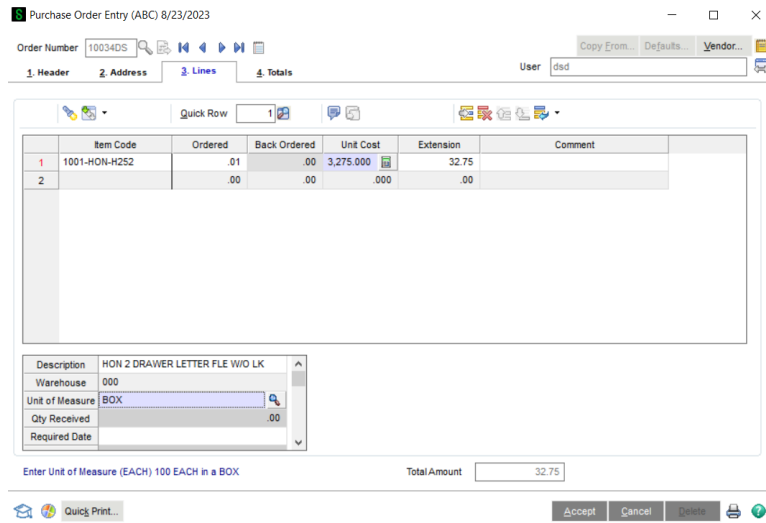 S Purchase Order Entry (ABC) 8/23/2023
Order Number 10034DS Copy From... Defaults... Vendor...
1. Header 2. Address 3. Lines 4. Totals User dsd
Quick Row 1
Item Code Ordered Back Ordered Unit Cost Extension Comment
1 1001-HON-H252 .01 .00 3,275.000 32.75
2 .00 .00 .000 .00
Description HON 2 DRAWER LETTER FLE W/O LK
Warehouse 000
Unit of Measure BOX
Qty Received .00
Required Date
Enter Unit of Measure (EACH) 100 EACH in a BOX Total Amount 32.75
Quick Print... Accept Cancel Delete ?